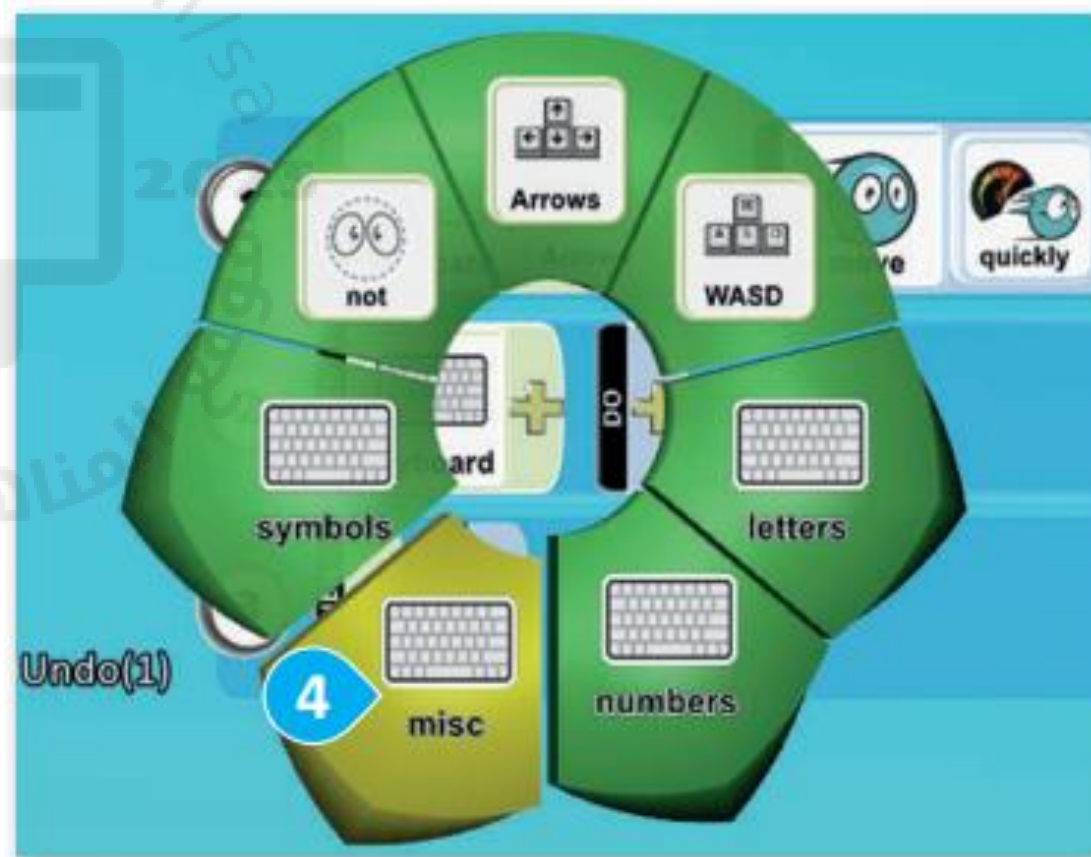 Arrows
not
WASD
quickly
DO
symbols
letters
Undo(1)
4
misc
numbers